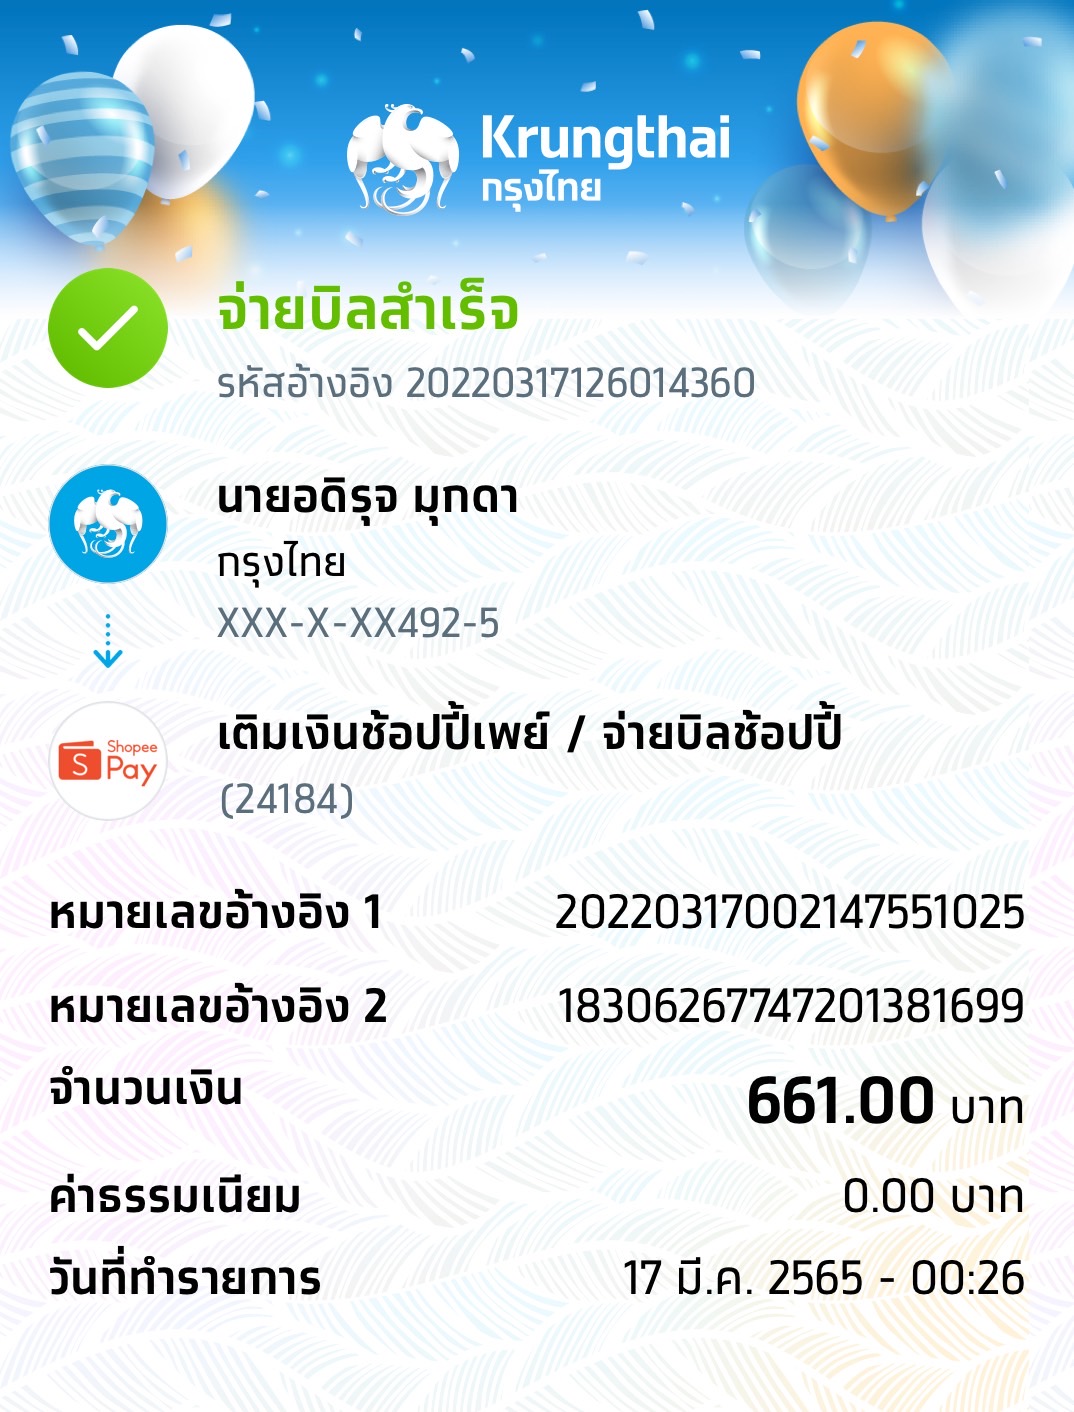 Krungthai
กรุงไทย
จ่ายบิลสำเร็จ
รหัสอ้างอิง 20220317126014360
นายอดิรุจ มุกดา
กรุงไทย
XXX-X-XX492-5
Shopee
S Pay
เติมเงินช้อปปี้เพย์ / จ่ายบิลช้อปปี้
(24184)
หมายเลขอ้างอิง 1 20220317002147551025
หมายเลขอ้างอิง 2 18306267747201381699
จำนวนเงิน 661.00 บาท
ค่าธรรมเนียม 0.00 บาท
วันที่ทำรายการ 17 มี.ค. 2565 - 00:26